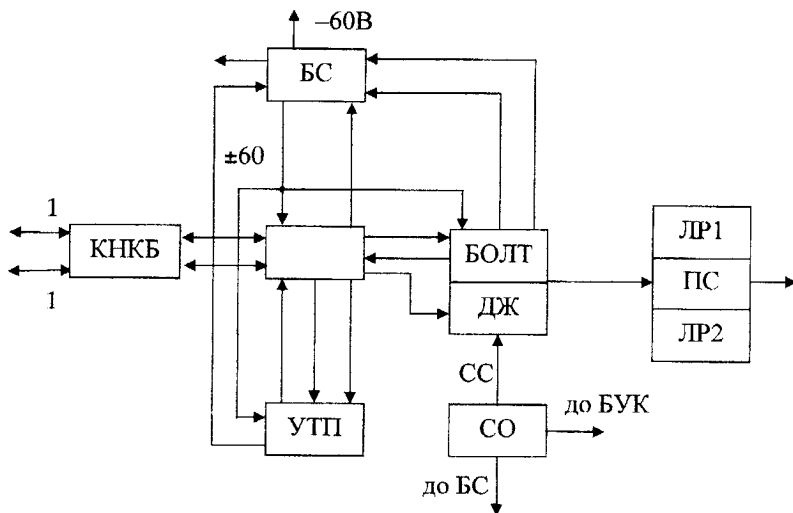 –60В
БС
±60
1
КНКБ
1
БОЛТ
ДЖ
ЛР1
ПС
ЛР2
СС
УТП
СО
до БУК
до БС